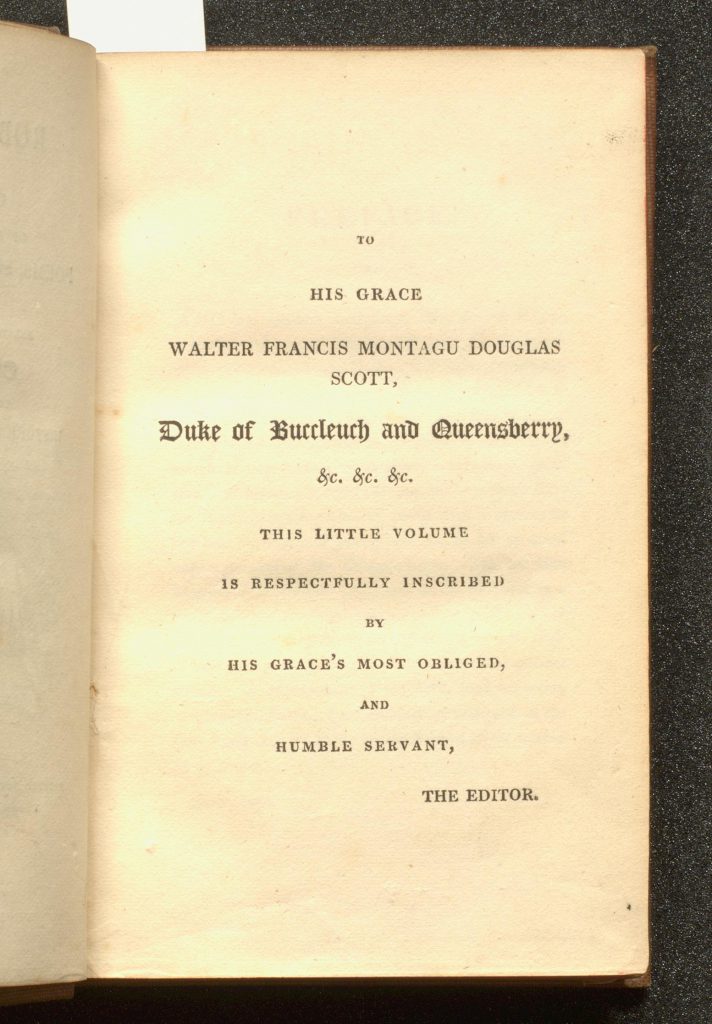 TO
HIS GRACE
WALTER FRANCIS MONTAGU DOUGLAS
SCOTT,
Duke of Buccleuch and Queensberry,
&c. &c. &c.
THIS LITTLE VOLUME
IS RESPECTFULLY INSCRIBED
BY
HIS GRACE'S MOST OBLIGED,
AND
HUMBLE SERVANT,
THE EDITOR.